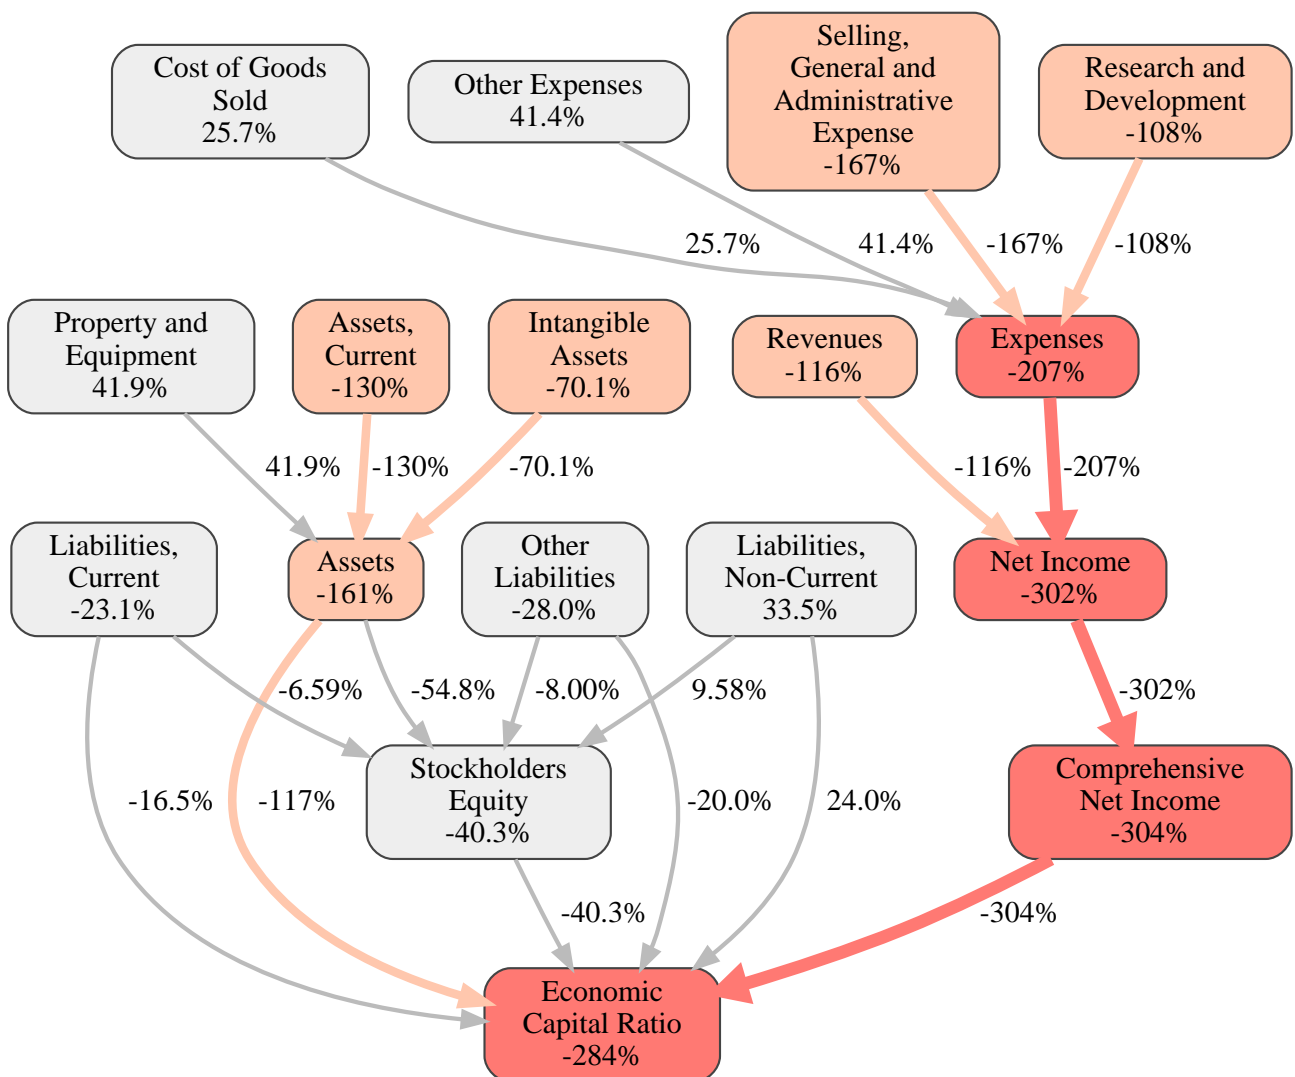 Cost of Goods
Sold
25.7%
Other Expenses
41.4%
Selling,
General and
Administrative
Expense
-167%
Research and
Development
-108%
25.7%
41.4%
-167%
-108%
Property and
Equipment
41.9%
Assets,
Current
-130%
Intangible
Assets
-70.1%
Revenues
-116%
Expenses
-207%
41.9%
-130%
-70.1%
-116%
-207%
Liabilities,
Current
-23.1%
Assets
-161%
Other
Liabilities
-28.0%
Liabilities,
Non-Current
33.5%
Net Income
-302%
-6.59%
-54.8%
-8.00%
9.58%
-302%
Stockholders
Equity
-40.3%
Comprehensive
Net Income
-304%
-16.5%
-117%
-20.0%
24.0%
-40.3%
-304%
Economic
Capital Ratio
-284%